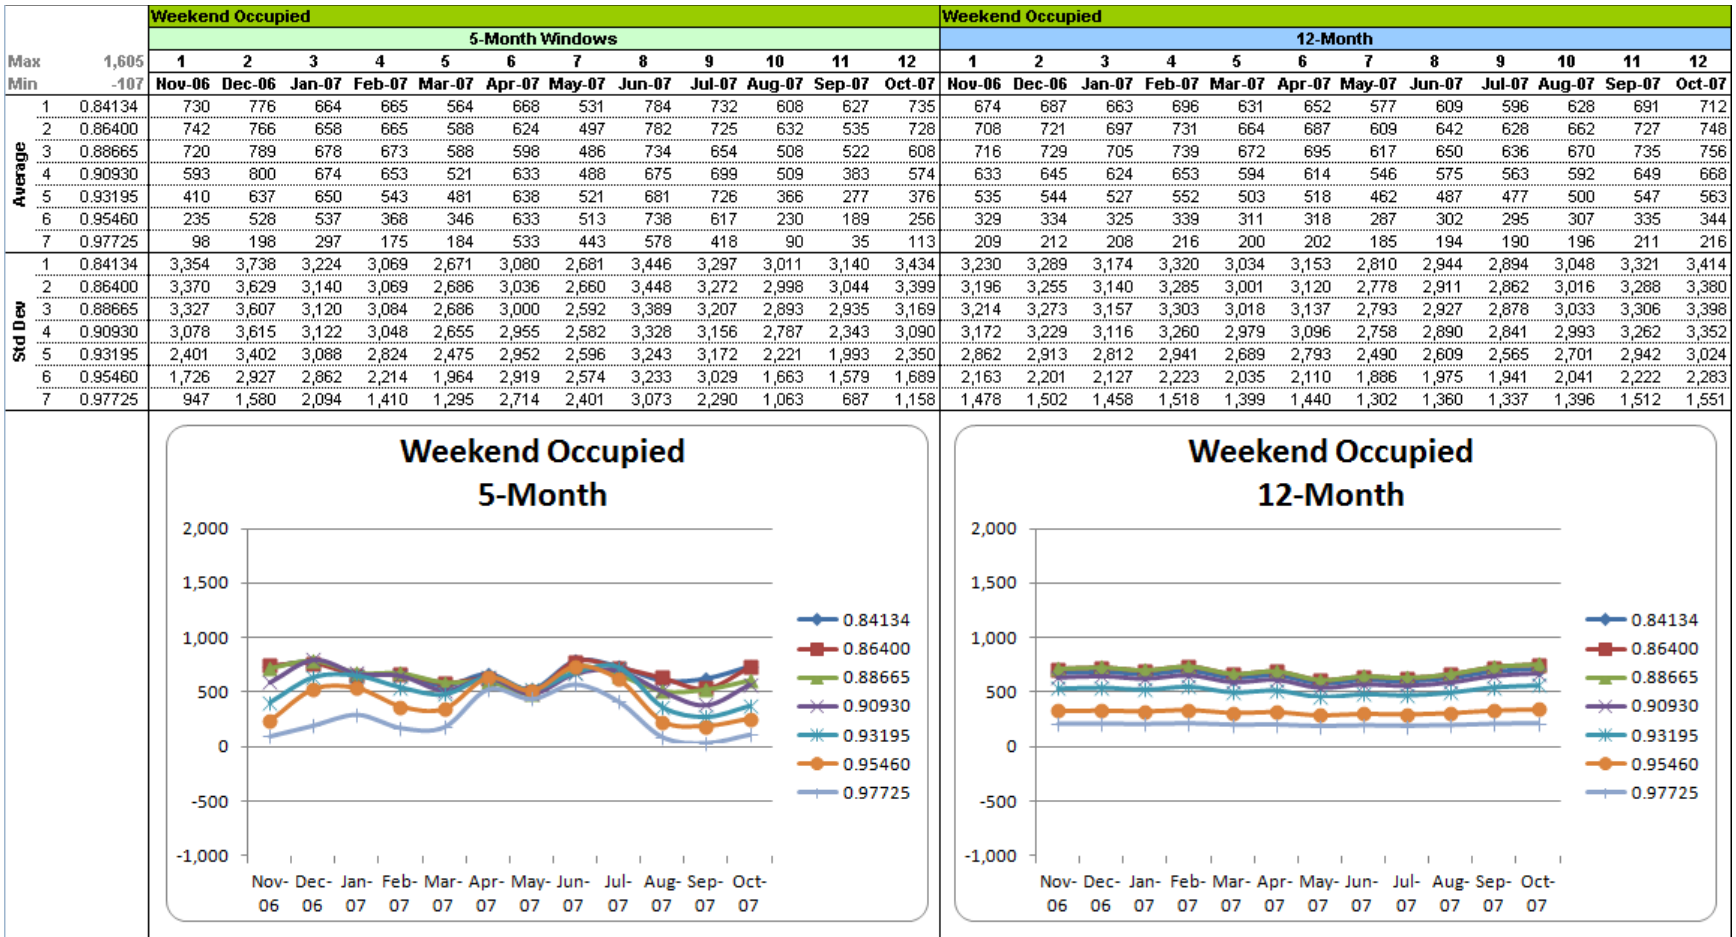 Weekend Occupied Weekend Occupied
5-Month Windows 12-Month
Max 1,605 1 2 3 4 5 6 7 8 9 10 11 12 1 2 3 4 5 6 7 8 9 10 11 12
Min -107 Nov-06 Dec-06 Jan-07 Feb-07 Mar-07 Apr-07 May-07 Jun-07 Jul-07 Aug-07 Sep-07 Oct-07 Nov-06 Dec-06 Jan-07 Feb-07 Mar-07 Apr-07 May-07 Jun-07 Jul-07 Aug-07 Sep-07 Oct-07
Average
1 0.84134 730 776 664 665 564 668 531 784 732 608 627 735 674 687 663 696 631 652 577 609 596 628 691 712
2 0.86400 742 766 658 665 588 624 497 782 725 632 535 728 708 721 697 731 664 687 609 642 628 662 727 748
3 0.88665 720 789 678 673 588 598 486 734 654 508 522 608 716 729 705 739 672 695 617 650 636 670 735 756
4 0.90930 593 800 674 653 521 633 488 675 699 509 383 574 633 645 624 653 594 614 546 575 563 592 649 668
5 0.93195 410 637 650 543 481 638 521 681 726 366 277 376 535 544 527 552 503 518 462 487 477 500 547 563
6 0.95460 235 528 537 368 346 633 513 738 617 230 189 256 329 334 325 339 311 318 287 302 295 307 335 344
7 0.97725 98 198 297 175 184 533 443 578 418 90 35 113 209 212 208 216 200 202 185 194 190 196 211 216
Std Dev
1 0.84134 3,354 3,738 3,224 3,069 2,671 3,080 2,681 3,446 3,297 3,011 3,140 3,434 3,230 3,289 3,174 3,320 3,034 3,153 2,810 2,944 2,894 3,048 3,321 3,414
2 0.86400 3,370 3,629 3,140 3,069 2,686 3,036 2,660 3,448 3,272 2,998 3,044 3,399 3,196 3,255 3,140 3,285 3,001 3,120 2,778 2,911 2,862 3,016 3,288 3,380
3 0.88665 3,327 3,607 3,120 3,084 2,686 3,000 2,592 3,389 3,207 2,893 2,935 3,169 3,214 3,273 3,157 3,303 3,018 3,137 2,793 2,927 2,878 3,033 3,306 3,398
4 0.90930 3,078 3,615 3,122 3,048 2,655 2,955 2,582 3,328 3,156 2,787 2,343 3,090 3,172 3,229 3,116 3,260 2,979 3,096 2,758 2,890 2,841 2,993 3,262 3,352
5 0.93195 2,401 3,402 3,088 2,824 2,475 2,952 2,596 3,243 3,172 2,221 1,993 2,350 2,862 2,913 2,812 2,941 2,689 2,793 2,490 2,609 2,565 2,701 2,942 3,024
6 0.95460 1,726 2,927 2,862 2,214 1,964 2,919 2,574 3,233 3,029 1,663 1,579 1,689 2,163 2,201 2,127 2,223 2,035 2,110 1,886 1,975 1,941 2,041 2,222 2,283
7 0.97725 947 1,580 2,094 1,410 1,295 2,714 2,401 3,073 2,290 1,063 687 1,158 1,478 1,502 1,458 1,518 1,399 1,440 1,302 1,360 1,337 1,396 1,512 1,551
Weekend Occupied
5-Month
2,000
1,500
1,000
500
0
-500
-1,000
Nov- Dec- Jan- Feb- Mar- Apr- May- Jun- Jul- Aug- Sep- Oct-
06 06 07 07 07 07 07 07 07 07 07 07
0.84134
0.86400
0.88665
0.90930
0.93195
0.95460
0.97725
Weekend Occupied
12-Month
2,000
1,500
1,000
500
0
-500
-1,000
Nov- Dec- Jan- Feb- Mar- Apr- May- Jun- Jul- Aug- Sep- Oct-
06 06 07 07 07 07 07 07 07 07 07 07
0.84134
0.86400
0.88665
0.90930
0.93195
0.95460
0.97725